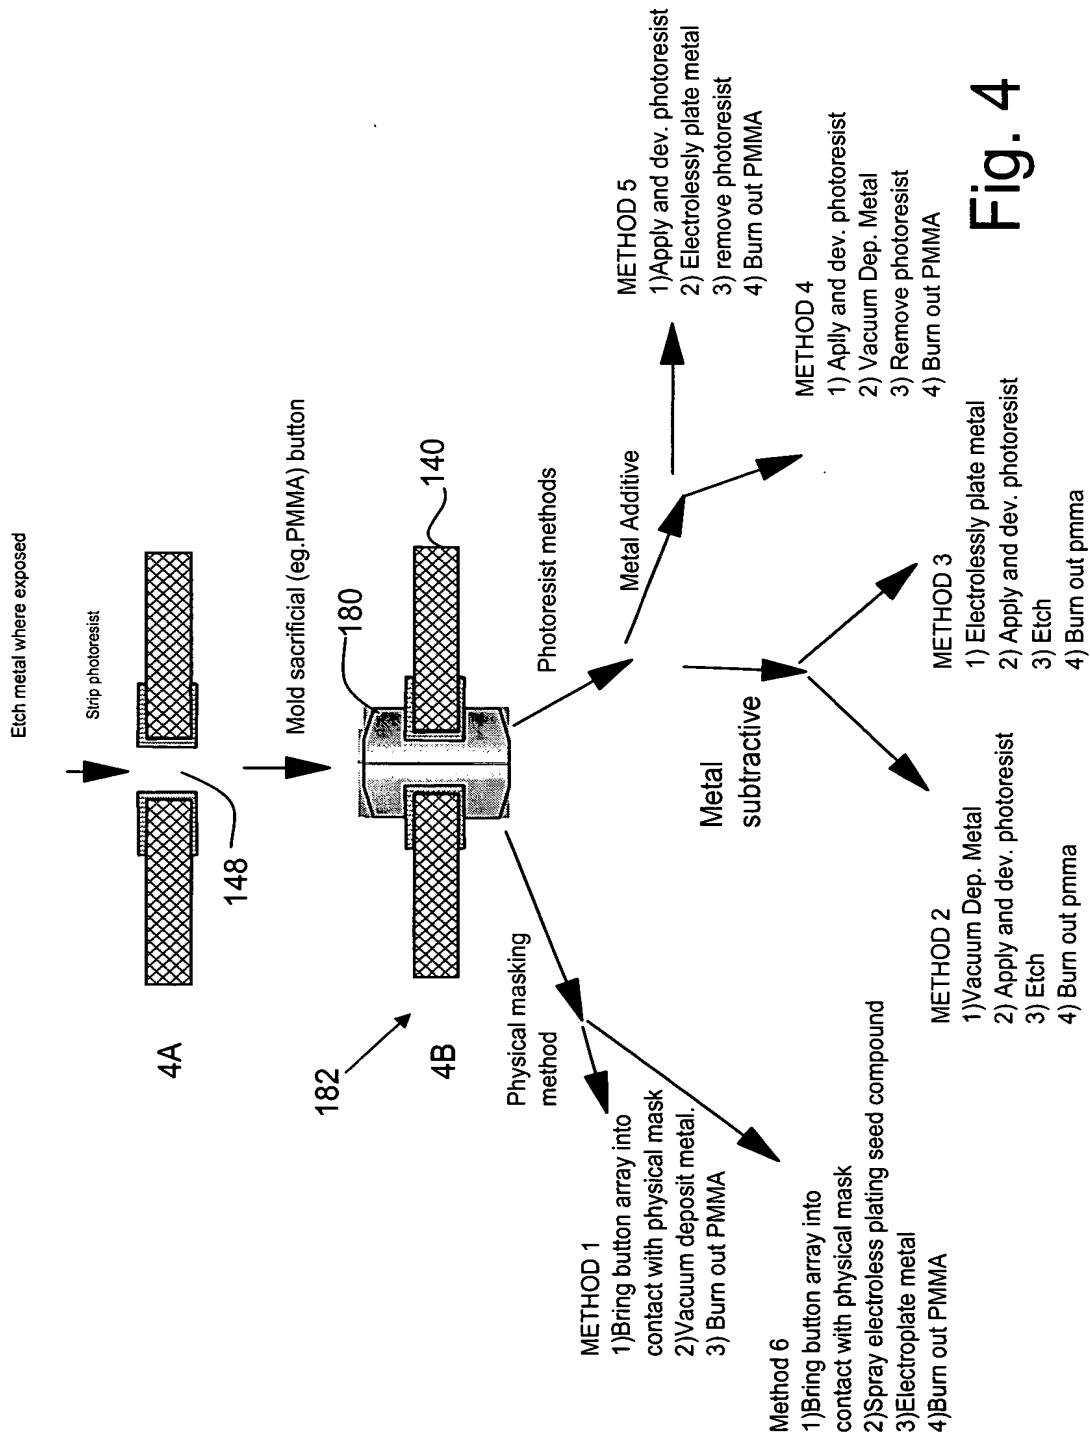 Etch metal where exposed
Strip photoresist
148
4A
Mold sacrificial (eg.PMMA) button
180
140
182
4B
Physical masking
method
Photoresist methods
Metal Additive
Metal
subtractive
METHOD 1
1)Bring button array into
contact with physical mask
2)Vacuum deposit metal.
3) Burn out PMMA
Method 6
1)Bring button array into
contact with physical mask
2)Spray electroless plating seed compound
3)Electroplate metal
4)Burn out PMMA
METHOD 2
1)Vacuum Dep. Metal
2) Apply and dev. photoresist
3) Etch
4) Burn out pmma
METHOD 3
1) Electrolessly plate metal
2) Apply and dev. photoresist
3) Etch
4) Burn out pmma
METHOD 4
1) Aplly and dev. photoresist
2) Vacuum Dep. Metal
3) Remove photoresist
4) Burn out PMMA
METHOD 5
1)Apply and dev. photoresist
2) Electrolessly plate metal
3) remove photoresist
4) Burn out PMMA
Fig. 4